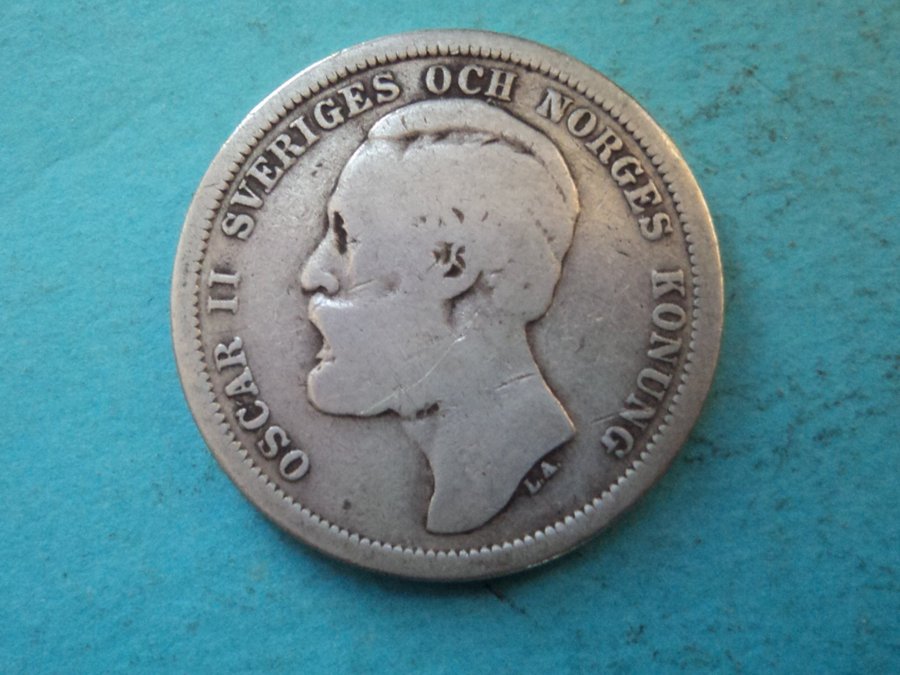 OSCAR II SVERIGES OCH NORGES KONUNG
L.A.